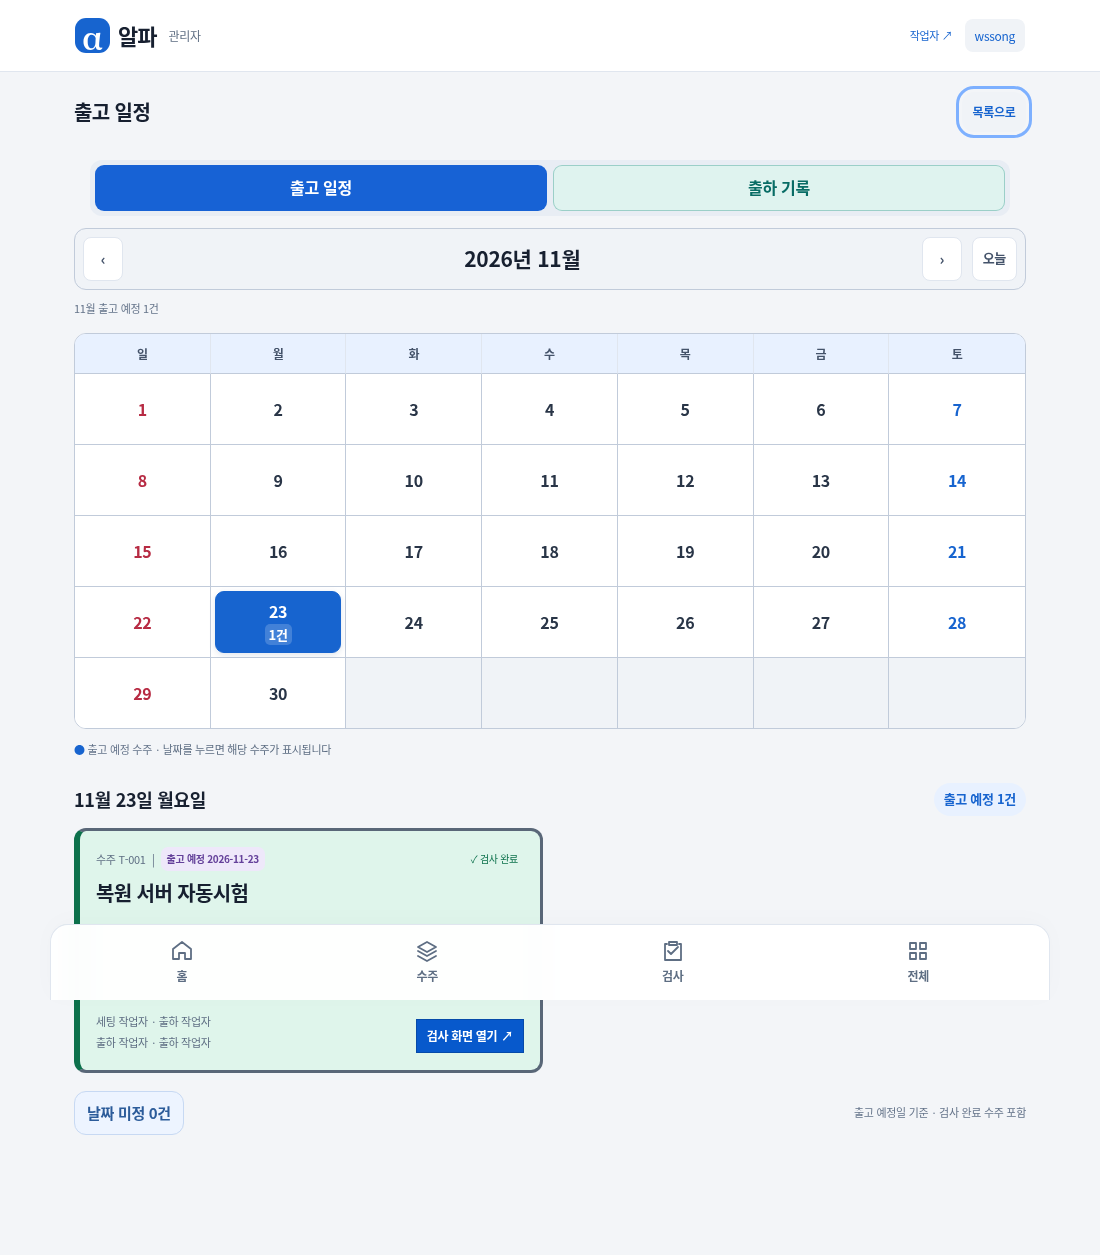 α 알파 관리자 작업자 ↗ wssong
출고 일정 목록으로
출고 일정 출하 기록
‹ 2026년 11월 › 오늘
11월 출고 예정 1건
일 월 화 수 목 금 토
1 2 3 4 5 6 7
8 9 10 11 12 13 14
15 16 17 18 19 20 21
22 23 24 25 26 27 28
1건
29 30
출고 예정 수주 · 날짜를 누르면 해당 수주가 표시됩니다
11월 23일 월요일 출고 예정 1건
수주 T-001 | 출고 예정 2026-11-23 ✓ 검사 완료
복원 서버 자동시험
홈 수주 검사 전체
세팅 작업자 · 출하 작업자
출하 작업자 · 출하 작업자
검사 화면 열기 ↗
날짜 미정 0건 출고 예정일 기준 · 검사 완료 수주 포함